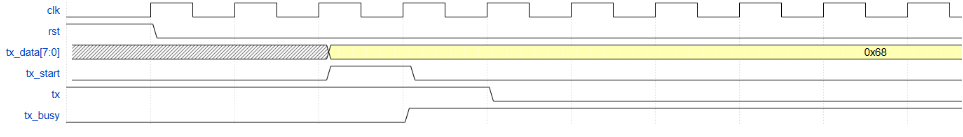 clk
rst
tx_data[7:0] 0x68
tx_start
tx
tx_busy